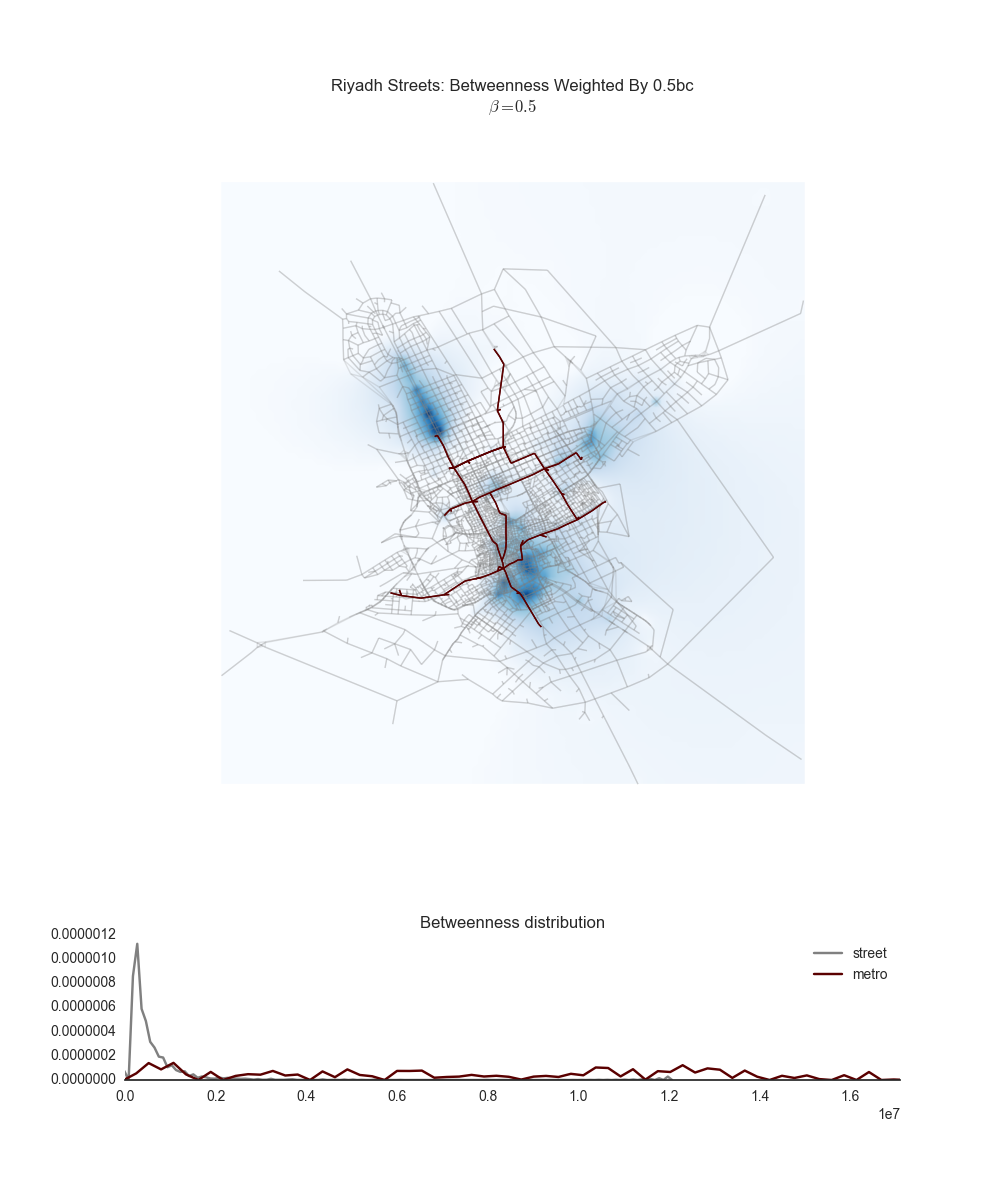 Riyadh Streets: Betweenness Weighted By 0.5bc
β=0.5
Betweenness distribution
0.0000012
0.0000010
0.0000008
0.0000006
0.0000004
0.0000002
0.0000000
street
metro
0.0 0.2 0.4 0.6 0.8 1.0 1.2 1.4 1.6
1e7